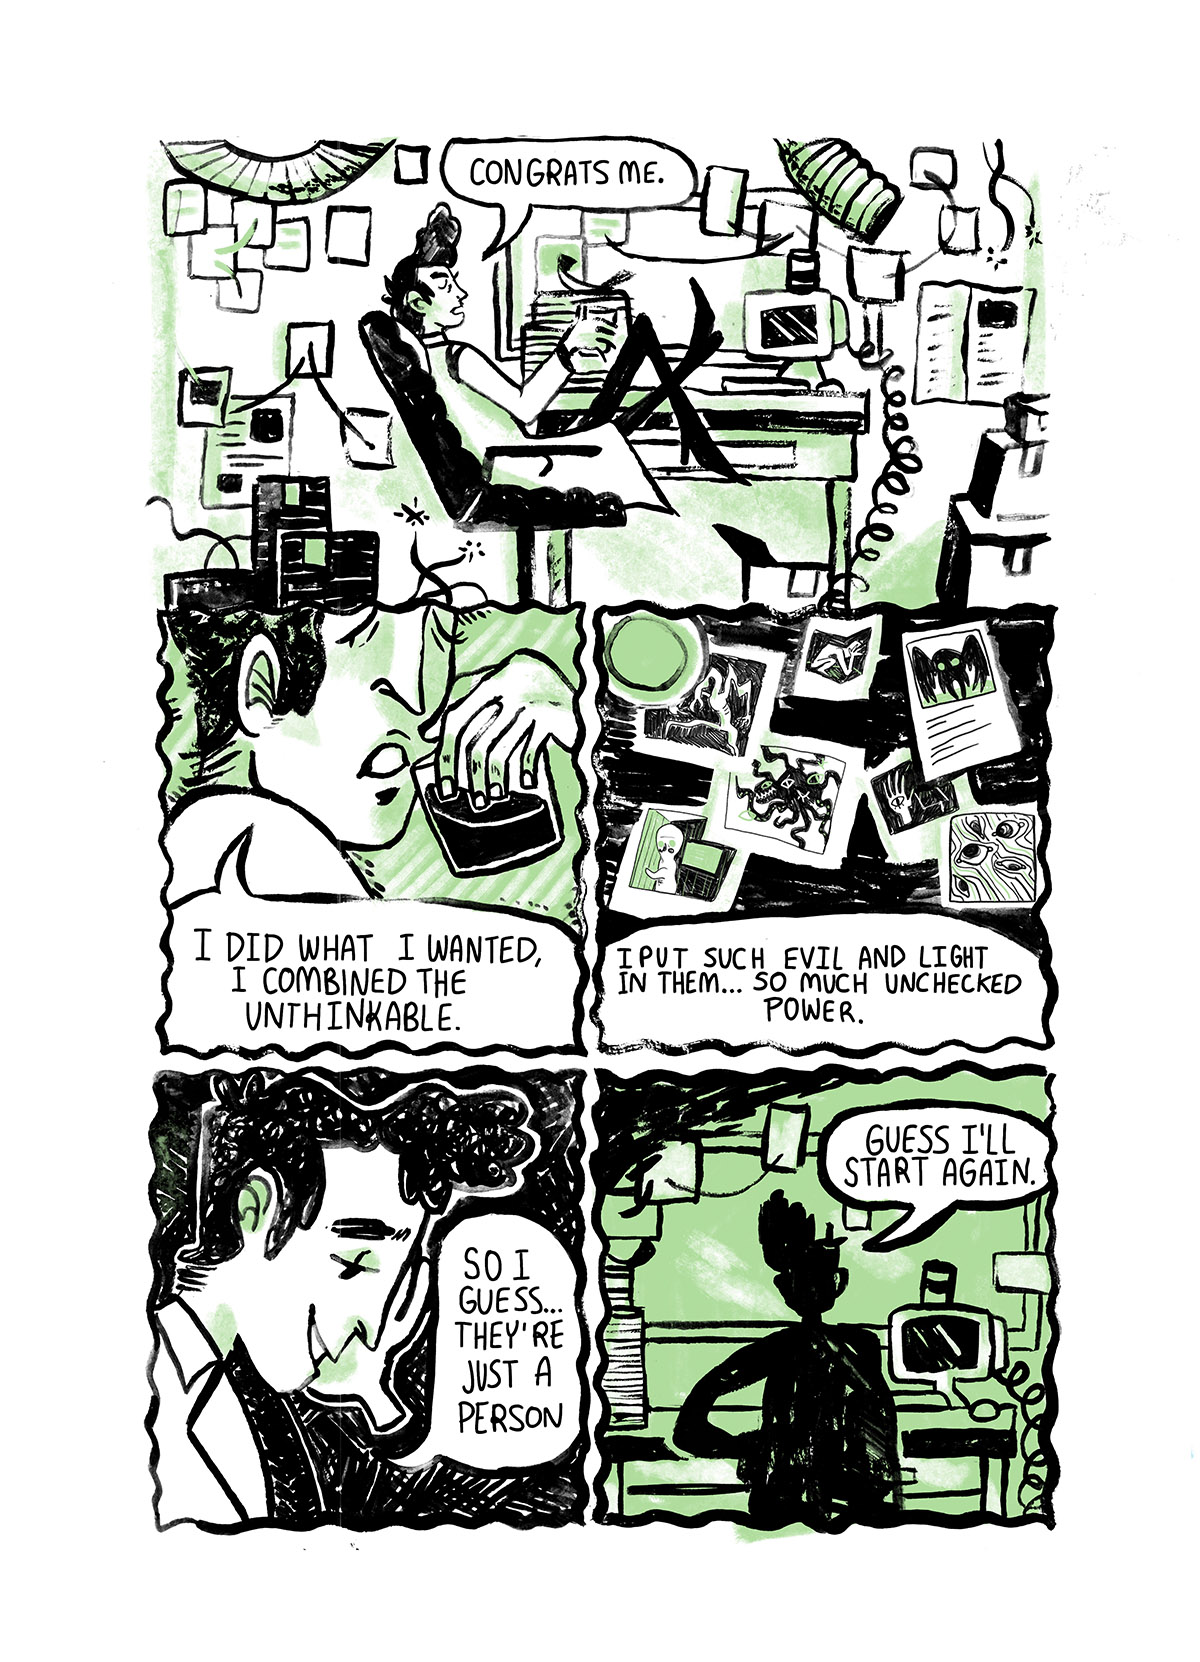 CONGRATS ME.
I DID WHAT I WANTED,
I COMBINED THE
UNTHINKABLE.
I PUT SUCH EVIL AND LIGHT
IN THEM... SO MUCH UNCHECKED
POWER.
SO I
GUESS...
THEY'RE
JUST A
PERSON
GUESS I'LL
START AGAIN.